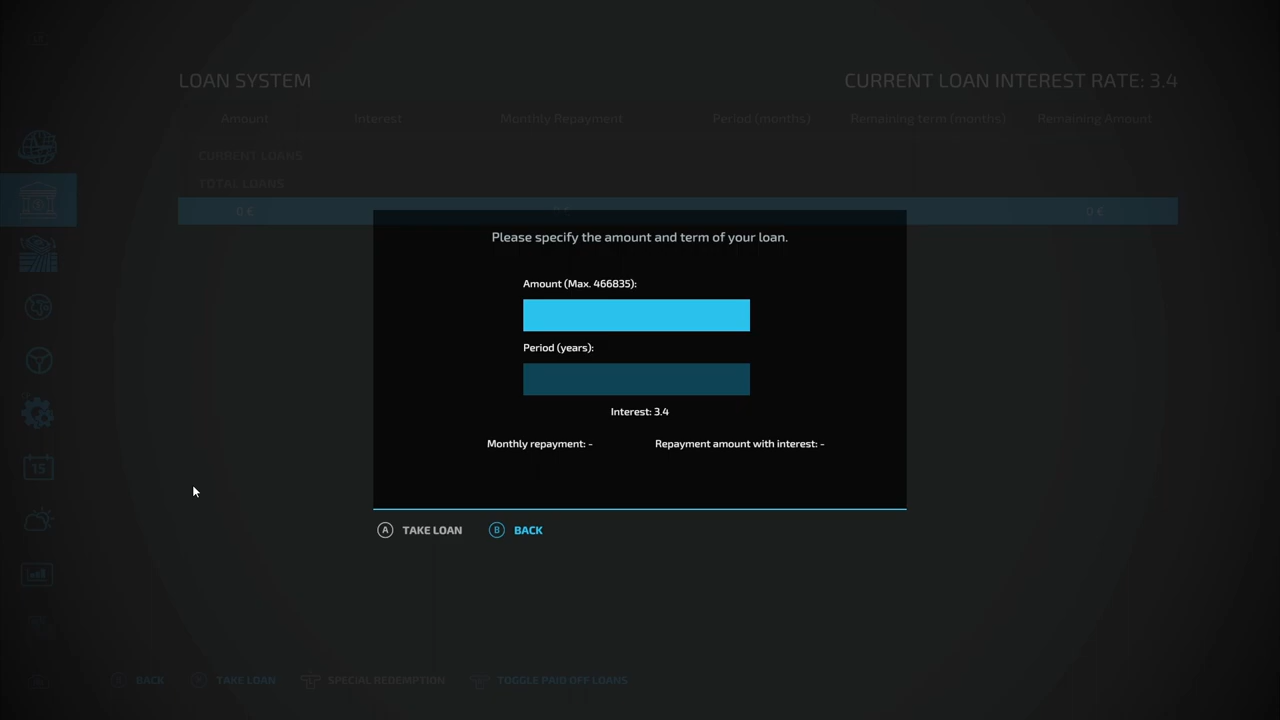 LOAN SYSTEM
CURRENT LOAN INTEREST RATE: 3.4
Amount Interest Monthly Repayment Period (months) Remaining term (months) Remaining Amount
CURRENT LOANS
TOTAL LOANS
0 € 0 € 0 €
Please specify the amount and term of your loan.
Amount (Max. 466835):
Period (years):
Interest: 3.4
Monthly repayment: - Repayment amount with interest: -
15
A TAKE LOAN B BACK
BACK TAKE LOAN SPECIAL REDEMPTION TOGGLE PAID OFF LOANS